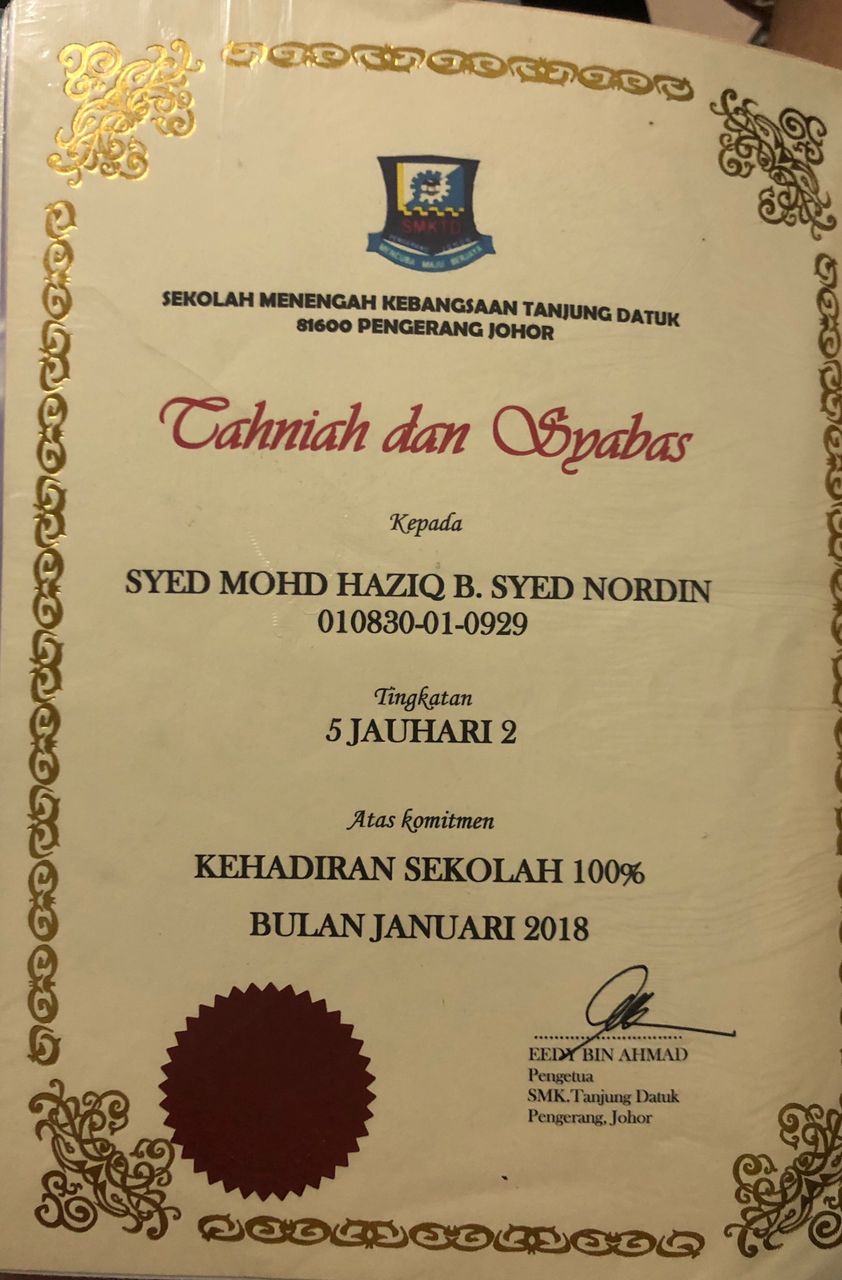 SMKTD
PENGERANG JOHOR
MENCUBA MAJU BERJAYA
SEKOLAH MENENGAH KEBANGSAAN TANJUNG DATUK
81600 PENGERANG JOHOR
Tahniah dan Syabas
Kepada
SYED MOHD HAZIQ B. SYED NORDIN
010830-01-0929
Tingkatan
5 JAUHARI 2
Atas komitmen
KEHADIRAN SEKOLAH 100%
BULAN JANUARI 2018
EEDY BIN AHMAD
Pengetua
SMK.Tanjung Datuk
Pengerang, Johor